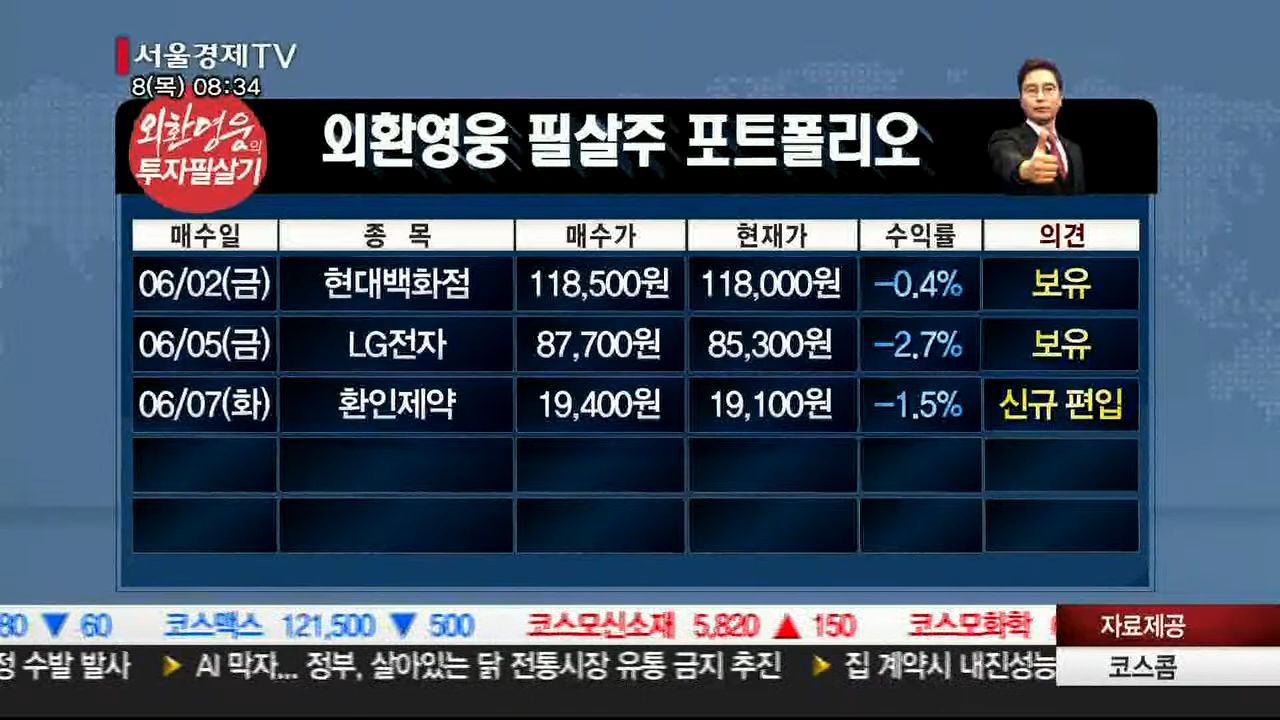 서울경제TV
8(목) 08:34
외환영웅의
투자필살기
외환영웅 필살주 포트폴리오
매수일 종 목 매수가 현재가 수익률 의견
06/02(금) 현대백화점 118,500원 118,000원 -0.4% 보유
06/05(금) LG전자 87,700원 85,300원 -2.7% 보유
06/07(화) 환인제약 19,400원 19,100원 -1.5% 신규 편입
80 ▼ 60 코스맥스 121,500 ▼ 500 코스모신소재 5,820 ▲ 150 코스모화학
자료제공
정 수발 발사 ▶ AI 막자... 정부, 살아있는 닭 전통시장 유통 금지 추진 ▶ 집 계약시 내진성능
코스콤